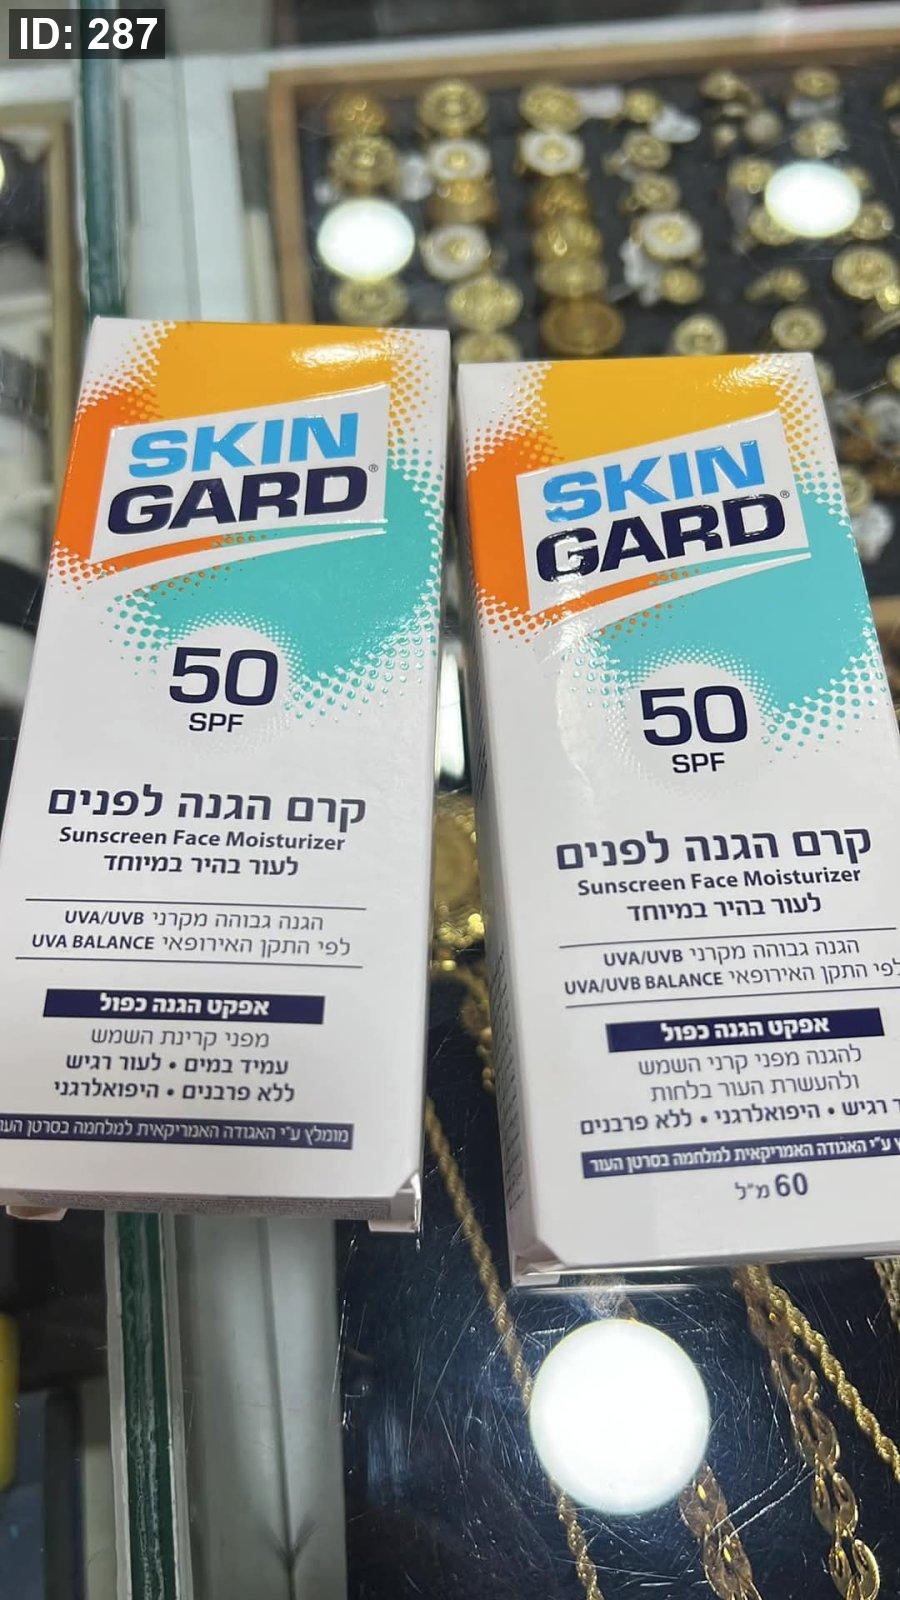 ID: 287
SKIN
GARD®
50
SPF
קרם הגנה לפנים
Sunscreen Face Moisturizer
לעור בהיר במיוחד
הגנה גבוהה מקרני UVA/UVB
לפי התקן האירופאי UVA BALANCE
אפקט הגנה כפול
מפני קרינת השמש
עמיד במים • לעור רגיש
ללא פרבנים • היפואלרגני
מומלץ ע״י האגודה האמריקאית למלחמה בסרטן
SKIN
GARD®
50
SPF
קרם הגנה לפנים
Sunscreen Face Moisturizer
לעור בהיר במיוחד
הגנה גבוהה מקרני UVA/UVB
לפי התקן האירופאי UVA/UVB BALANCE
אפקט הגנה כפול
להגנה מפני קרני השמש
ולהעשרת העור בלחות
רגיש • היפואלרגני • ללא פרבנים
ע״י האגודה האמריקאית למלחמה בסרטן העור
60 מ״ל